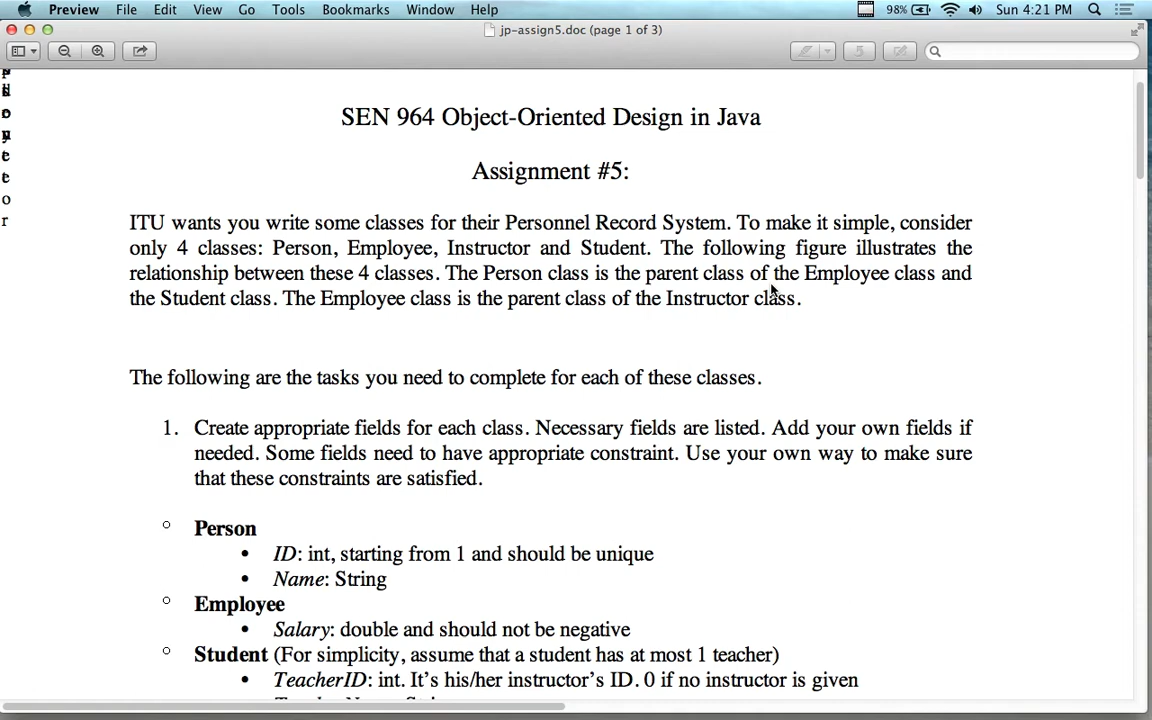 Preview File Edit View Go Tools Bookmarks Window Help 98% Sun 4:21 PM
jp-assign5.doc (page 1 of 3)
SEN 964 Object-Oriented Design in Java
Assignment #5:
ITU wants you write some classes for their Personnel Record System. To make it simple, consider
only 4 classes: Person, Employee, Instructor and Student. The following figure illustrates the
relationship between these 4 classes. The Person class is the parent class of the Employee class and
the Student class. The Employee class is the parent class of the Instructor class.
The following are the tasks you need to complete for each of these classes.
1. Create appropriate fields for each class. Necessary fields are listed. Add your own fields if
needed. Some fields need to have appropriate constraint. Use your own way to make sure
that these constraints are satisfied.
○ Person
• ID: int, starting from 1 and should be unique
• Name: String
○ Employee
• Salary: double and should not be negative
○ Student (For simplicity, assume that a student has at most 1 teacher)
• TeacherID: int. It's his/her instructor's ID. 0 if no instructor is given